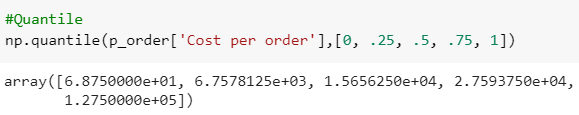 #Quantile
np.quantile(p_order['Cost per order'],[0, .25, .5, .75, 1])
array([6.8750000e+01, 6.7578125e+03, 1.5656250e+04, 2.7593750e+04,
1.2750000e+05])